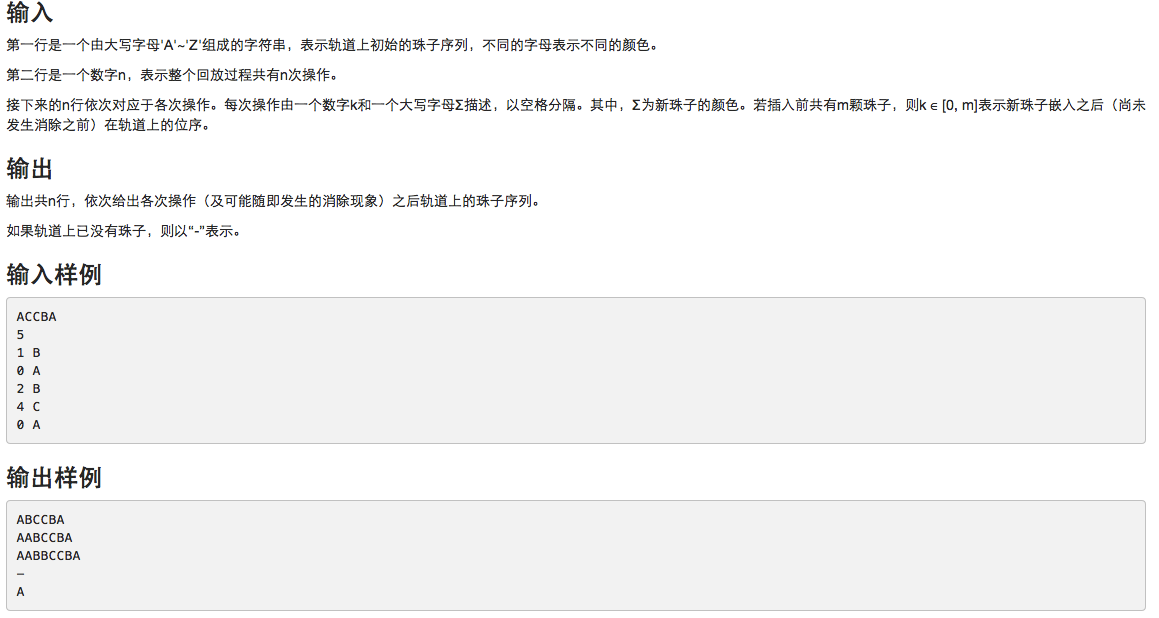 输入
第一行是一个由大写字母'A'~'Z'组成的字符串，表示轨道上初始的珠子序列，不同的字母表示不同的颜色。
第二行是一个数字n，表示整个回放过程共有n次操作。
接下来的n行依次对应于各次操作。每次操作由一个数字k和一个大写字母Σ描述，以空格分隔。其中，Σ为新珠子的颜色。若插入前共有m颗珠子，则k ∈ [0, m]表示新珠子嵌入之后（尚未
发生消除之前）在轨道上的位序。
输出
输出共n行，依次给出各次操作（及可能随即发生的消除现象）之后轨道上的珠子序列。
如果轨道上已没有珠子，则以“-”表示。
输入样例
ACCBA
5
1 B
0 A
2 B
4 C
0 A
输出样例
ABCCBA
AABCCBA
AABBCCBA
–
A